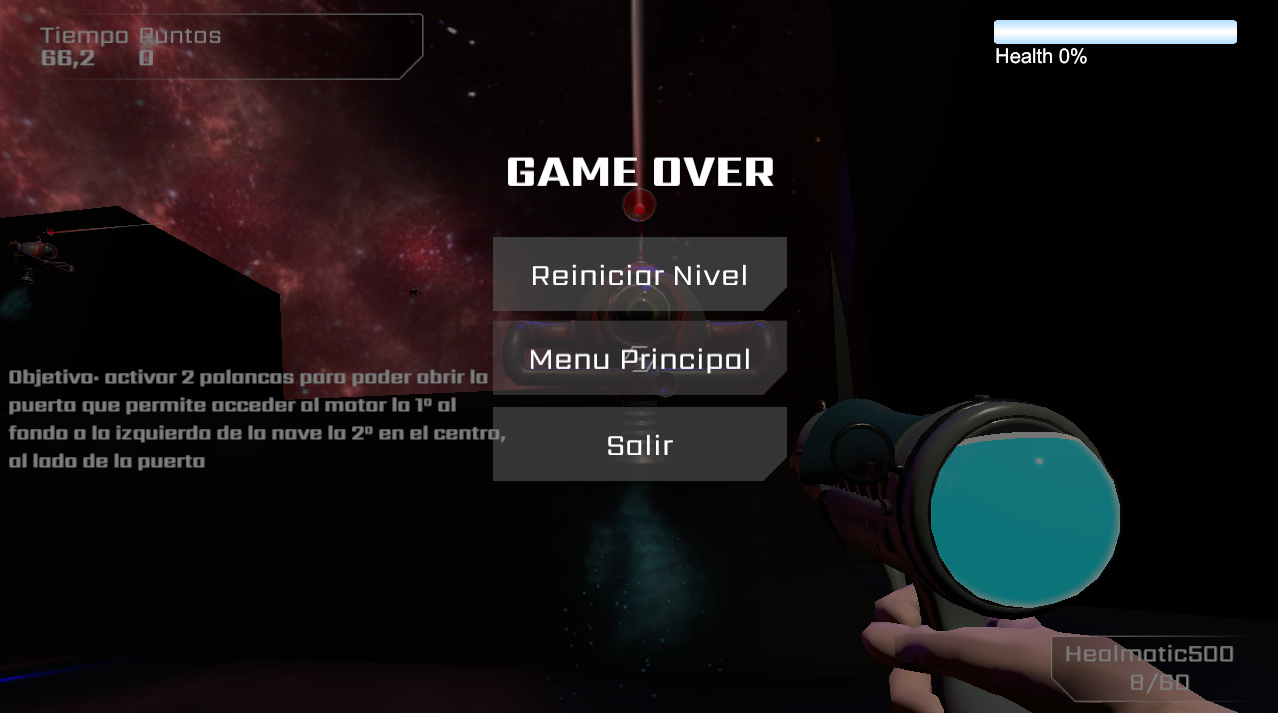 Tiempo Puntos
66,2 0
Health 0%
GAME OVER
Reiniciar Nivel
Menu Principal
Salir
Objetivo: activar 2 palancas para poder abrir la
puerta que permite acceder al motor la 1º al
fondo a la izquierda de la nave la 2º en el centro,
al lado de la puerta
Healmatic500
8/60